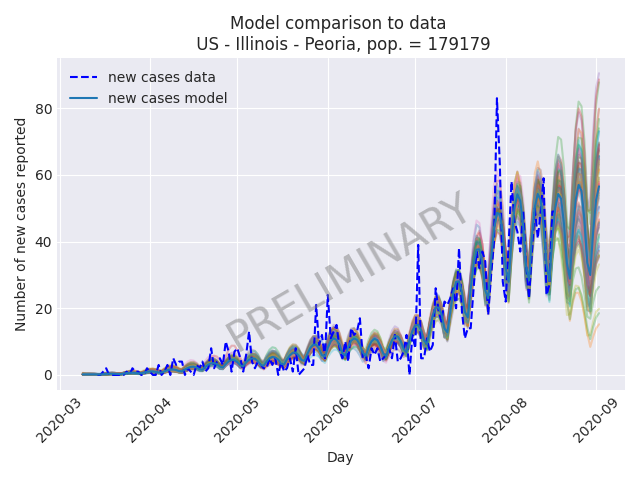 Model comparison to data
US - Illinois - Peoria, pop. = 179179
new cases data
new cases model
PRELIMINARY
Number of new cases reported
80
60
40
20
0
2020-03
2020-04
2020-05
2020-06
2020-07
2020-08
2020-09
Day